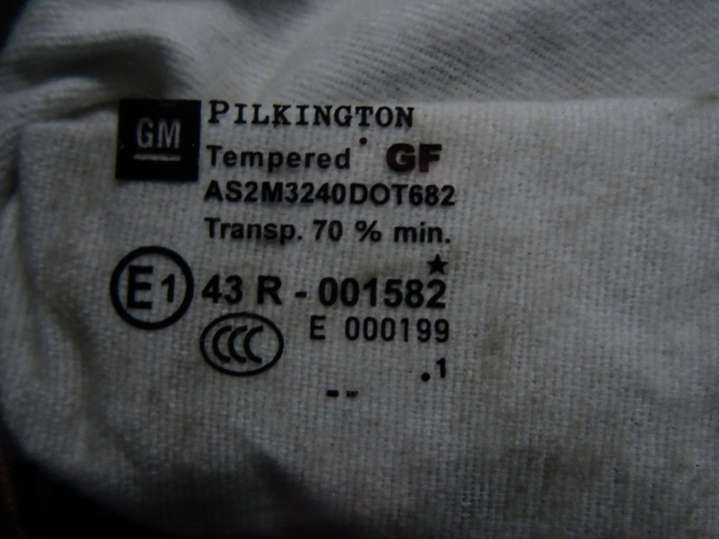 GM PILKINGTON
Tempered GF
AS2M3240DOT682
Transp. 70 % min.
E1 43 R - 001582
CCC E 000199
.1
--